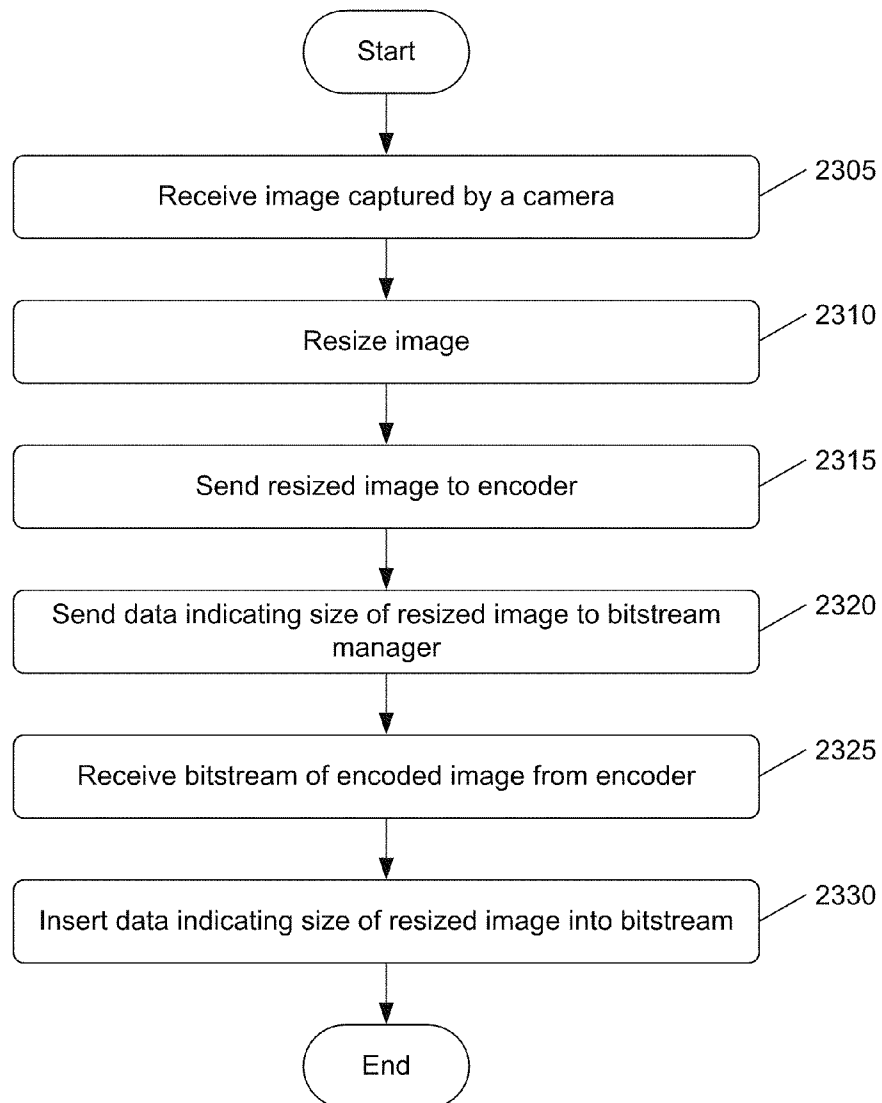 Start
Receive image captured by a camera
2305
Resize image
2310
Send resized image to encoder
2315
Send data indicating size of resized image to bitstream
manager
2320
Receive bitstream of encoded image from encoder
2325
Insert data indicating size of resized image into bitstream
2330
End